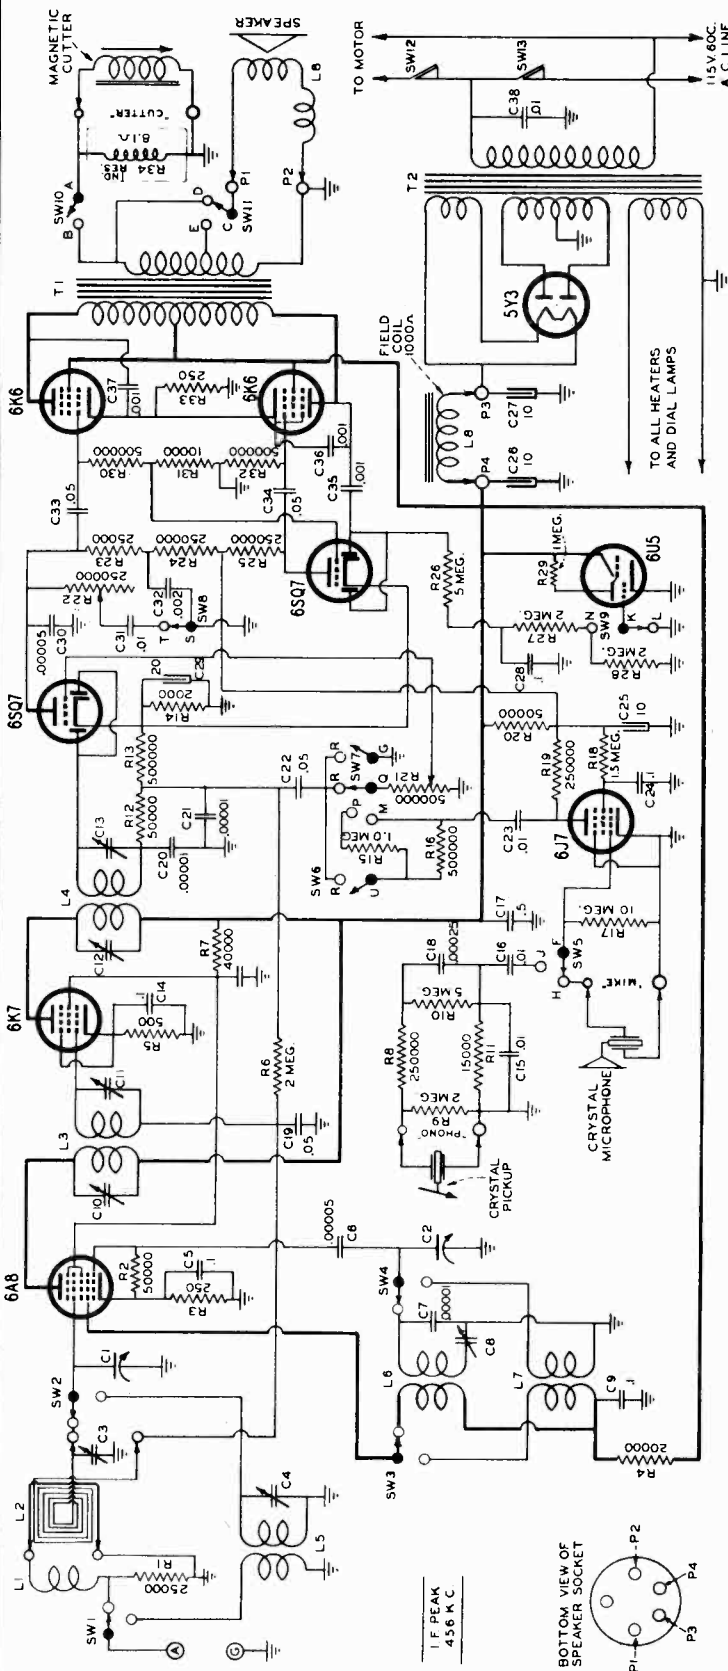 MAGNETIC
CUTTER
"CUTTER"
8.1Ω
R34
IND.
RES.
SW10
A
B
SPEAKER
L8
P1
P2
D
C
SW11
E
T1
TO MOTOR
SW12
SW13
115V. 60C.
A.C. LINE
C38
.01
T2
5Y3
FIELD
COIL
1000Ω
L8
P3
P4
C27
10
C26
10
TO ALL HEATERS
AND DIAL LAMPS
6K6
C37
.001
R33
250
6K6
C36
.001
C35
.001
R30
500000
R31
10000
R32
500000
C33
.05
C34
.05
R23
250000
R24
250000
R25
250000
R22
250000
C32
.002
SW8
T
S
C31
.01
C30
.00005
6SQ7
6SQ7
R26
5 MEG.
R29
1 MEG.
6U5
R27
2 MEG.
N
SW9
K
L
R28
2 MEG.
C28
.1
20
C29
R14
2000
R13
500000
R12
50000
C13
L4
C12
C20
.00001
C21
.00001
C22
.05
R
R
SW7
G
Q
R21
500000
P
M
R15
1.0 MEG.
SW6
R
U
R16
500000
R20
50000
R19
250000
R18
1.5 MEG.
C25
10
C24
.1
C23
.01
6J7
R17
10 MEG.
F
SW5
H
"MIKE"
CRYSTAL
MICROPHONE
6K7
C14
.1
R5
500
R7
40000
R6
2 MEG.
C11
C19
.05
L3
C10
C17
.5
C18
.00025
C16
.01
J
R10
5 MEG.
R8
250000
R11
15000
R9
2 MEG.
C15
.01
"PHONO"
CRYSTAL
PICKUP
6A8
R2
50000
C5
.1
R3
250
C6
.00005
C2
SW4
C7
.00001
C8
L6
L7
C9
.1
R4
20000
SW3
C1
SW2
C3
C4
L5
L2
L1
R1
25000
SW1
A
G
I.F. PEAK
456 K C
BOTTOM VIEW OF
SPEAKER SOCKET
P1
P2
P3
P4